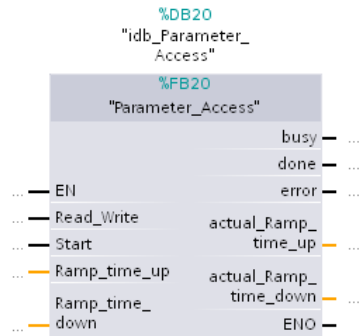 %DB20
"idb_Parameter_
Access"
%FB20
"Parameter_Access"
busy
...
done
...
EN
error
...
...
Read_Write
actual_Ramp_
time_up
...
...
Start
...
Ramp_time_up
actual_Ramp_
time_down
...
Ramp_time_
down
...
ENO